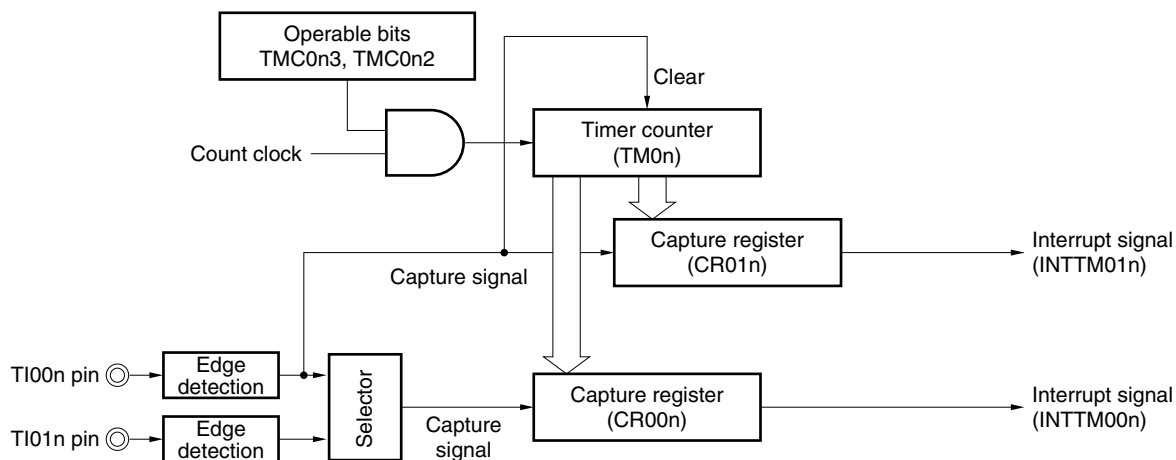 Operable bits
TMC0n3, TMC0n2
Clear
Count clock
Timer counter
(TM0n)
Capture register
(CR01n)
Interrupt signal
(INTTM01n)
Capture signal
TI00n pin
Edge
detection
Selector
Capture register
(CR00n)
Interrupt signal
(INTTM00n)
Capture
signal
TI01n pin
Edge
detection